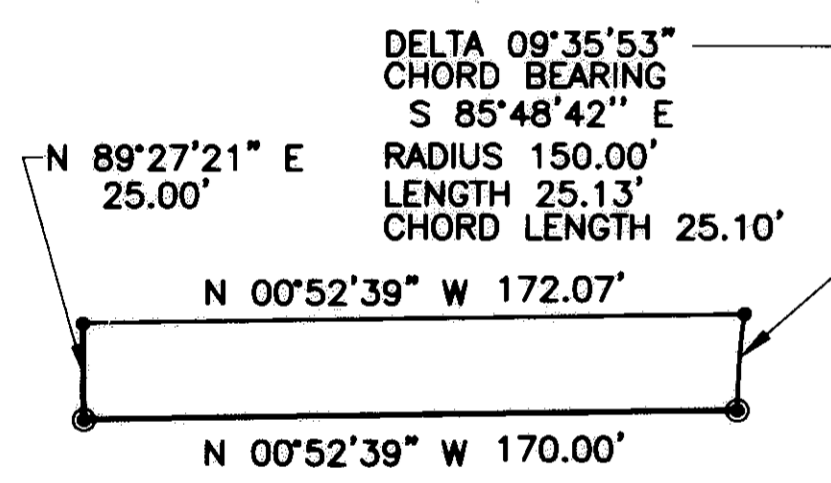 DELTA 09°35'53"
CHORD BEARING
S 85°48'42" E
RADIUS 150.00'
LENGTH 25.13'
CHORD LENGTH 25.10'
N 89°27'21" E
25.00'
N 00°52'39" W 172.07'
N 00°52'39" W 170.00'